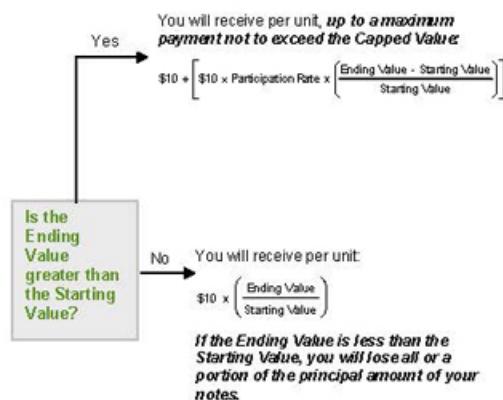 You will receive per unit, up to a maximum
payment not to exceed the Capped Value:
Yes
$10 + [ $10 × Participation Rate × ( Ending Value - Starting Value
Starting Value ) ]
Is the
Ending
Value
greater than
the Starting
Value?
No
You will receive per unit:
$10 × ( Ending Value
Starting Value )
If the Ending Value is less than the
Starting Value, you will lose all or a
portion of the principal amount of your
notes.